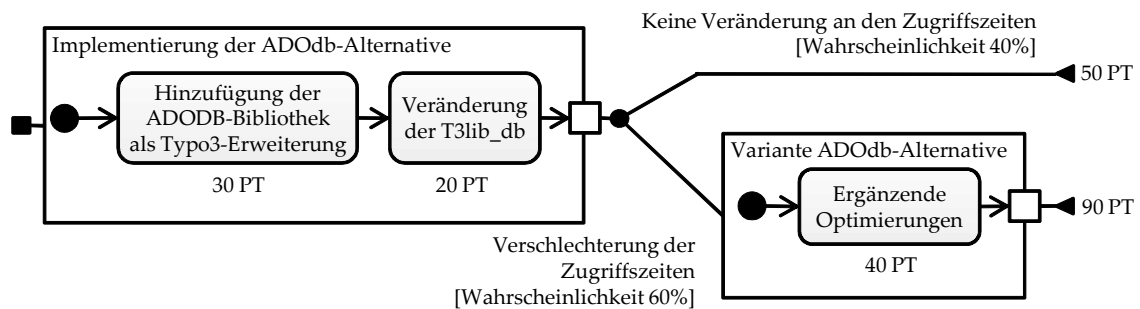 Keine Veränderung an den Zugriffszeiten
[Wahrscheinlichkeit 40%]
Implementierung der ADOdb-Alternative
Hinzufügung der
ADODB-Bibliothek
als Typo3-Erweiterung
30 PT
Veränderung
der T3lib_db
20 PT
50 PT
Variante ADOdb-Alternative
Ergänzende
Optimierungen
40 PT
90 PT
Verschlechterung der
Zugriffszeiten
[Wahrscheinlichkeit 60%]